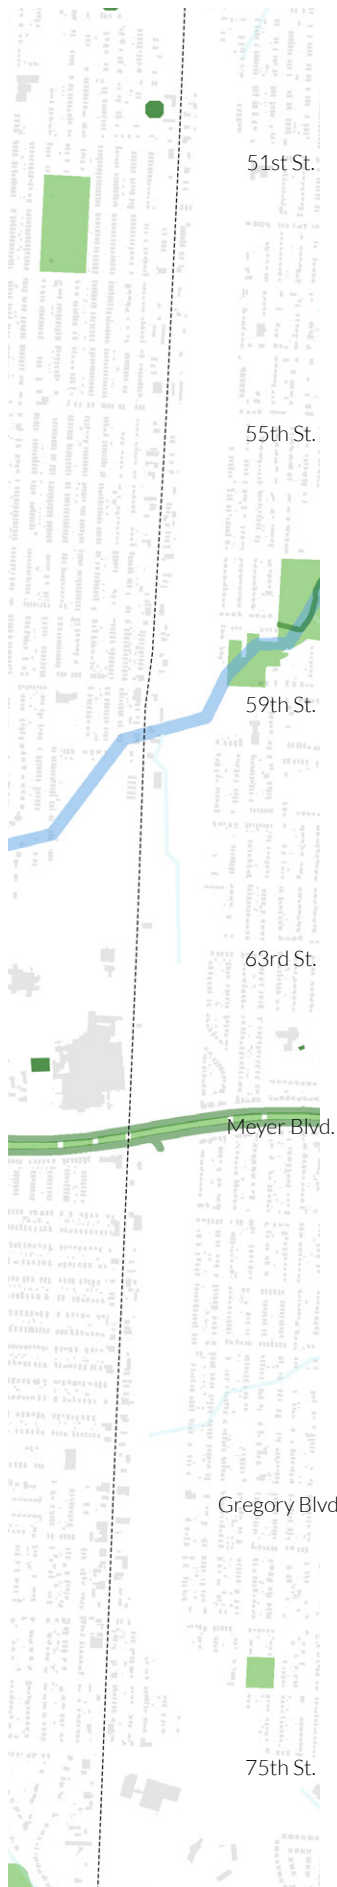 51st St.
55th St.
59th St.
63rd St.
Meyer Blvd.
Gregory Blvd
75th St.